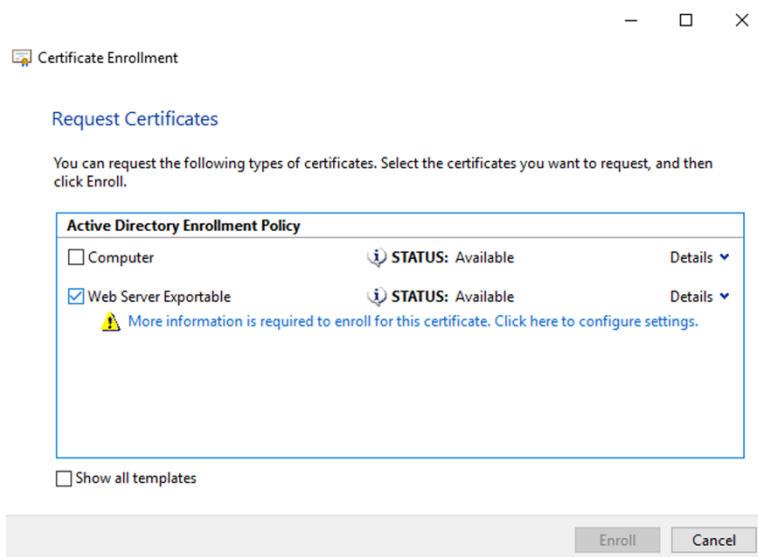 Certificate Enrollment
Request Certificates
You can request the following types of certificates. Select the certificates you want to request, and then
click Enroll.
Active Directory Enrollment Policy
Computer STATUS: Available Details
Web Server Exportable STATUS: Available Details
More information is required to enroll for this certificate. Click here to configure settings.
Show all templates
Enroll Cancel